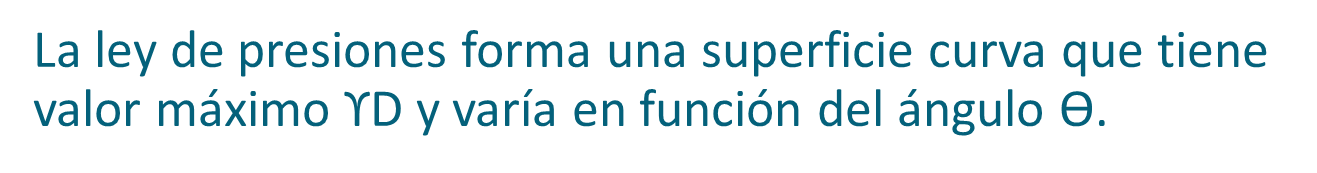 La ley de presiones forma una superficie curva que tiene
valor máximo ϒD y varía en función del ángulo Ɵ.